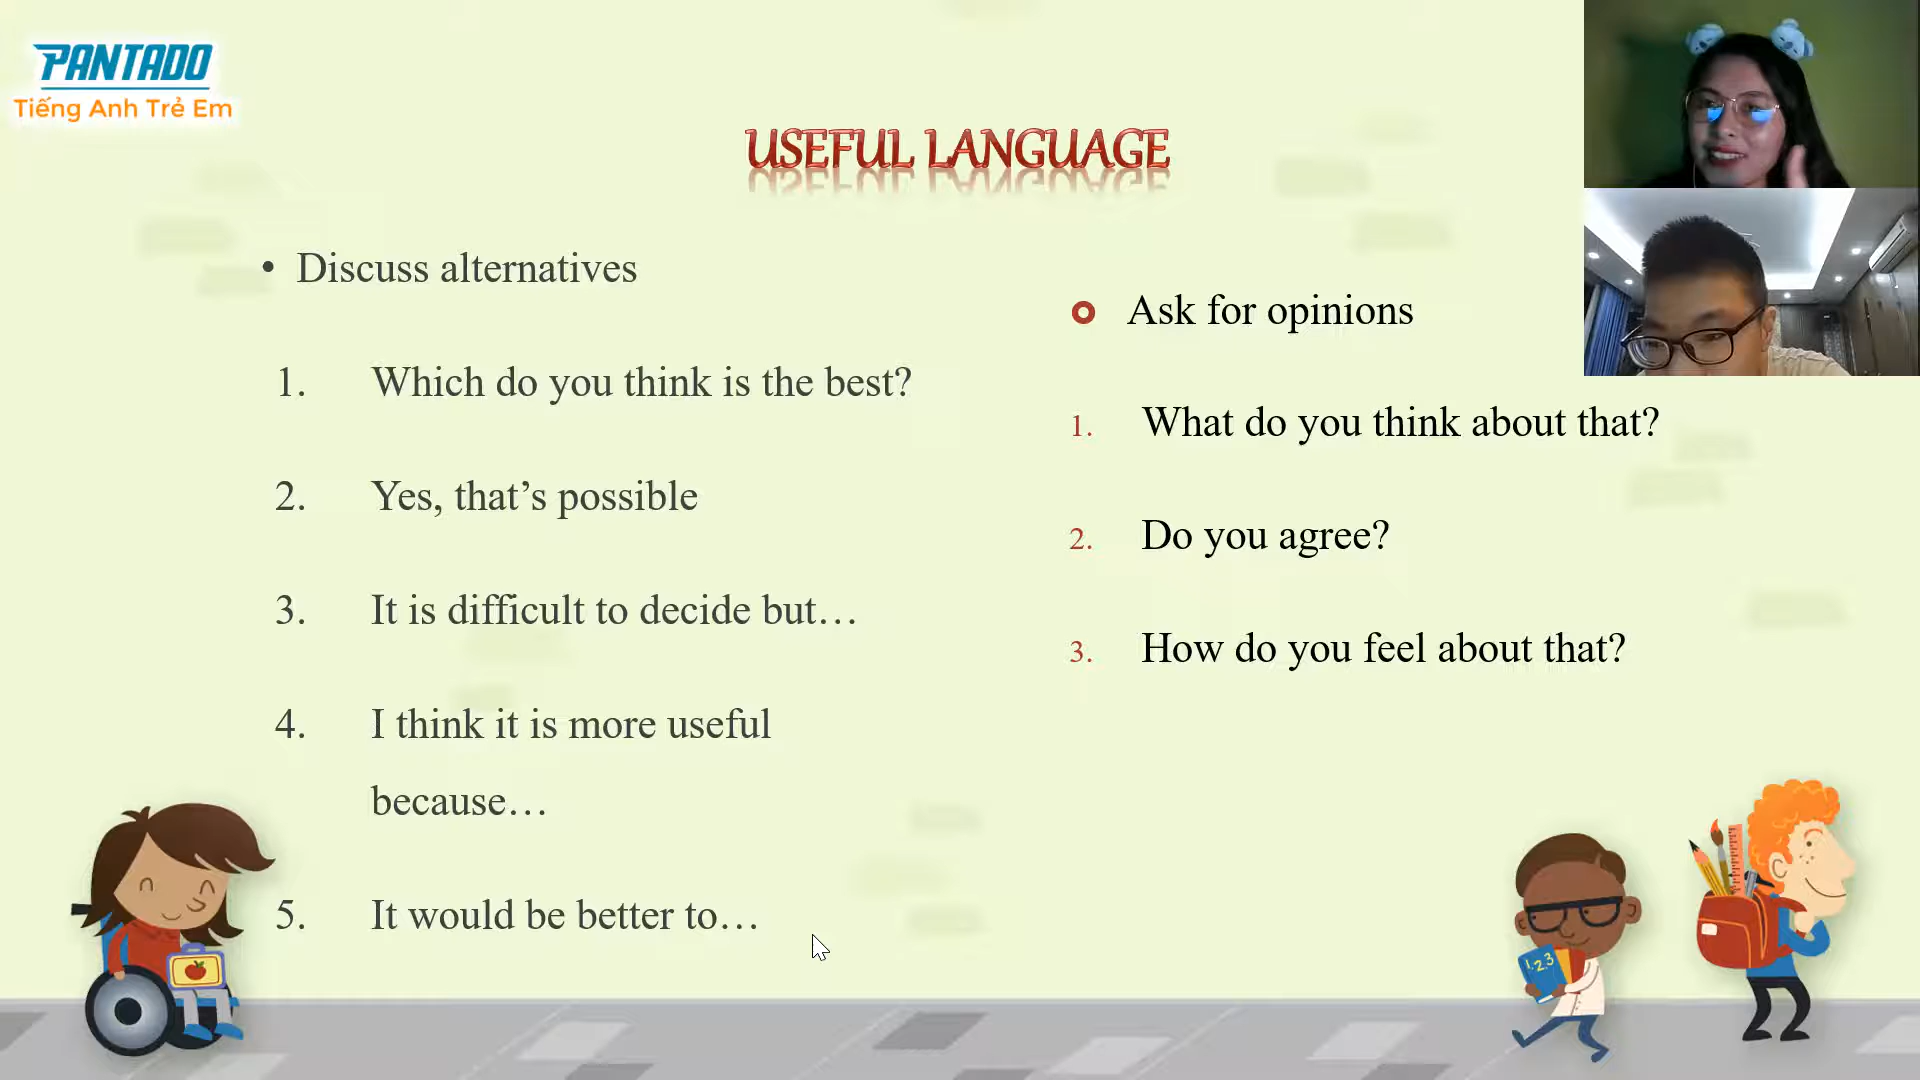 PANTADO
Tiếng Anh Trẻ Em
USEFUL LANGUAGE
• Discuss alternatives
1. Which do you think is the best?
2. Yes, that’s possible
3. It is difficult to decide but…
4. I think it is more useful
because…
5. It would be better to…
Ask for opinions
1. What do you think about that?
2. Do you agree?
3. How do you feel about that?
1.2.3